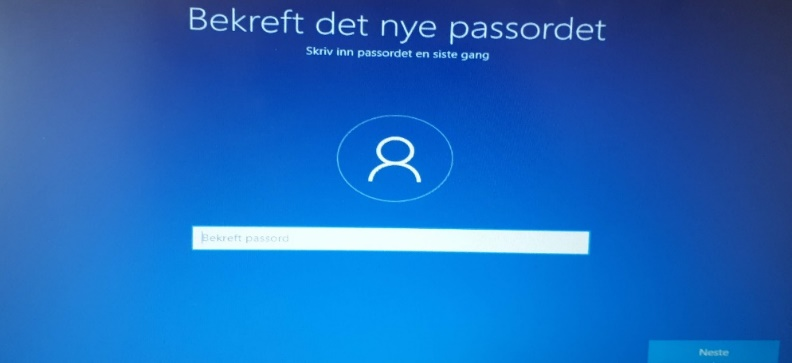 Bekreft det nye passordet
Skriv inn passordet en siste gang
Bekreft passord
Neste